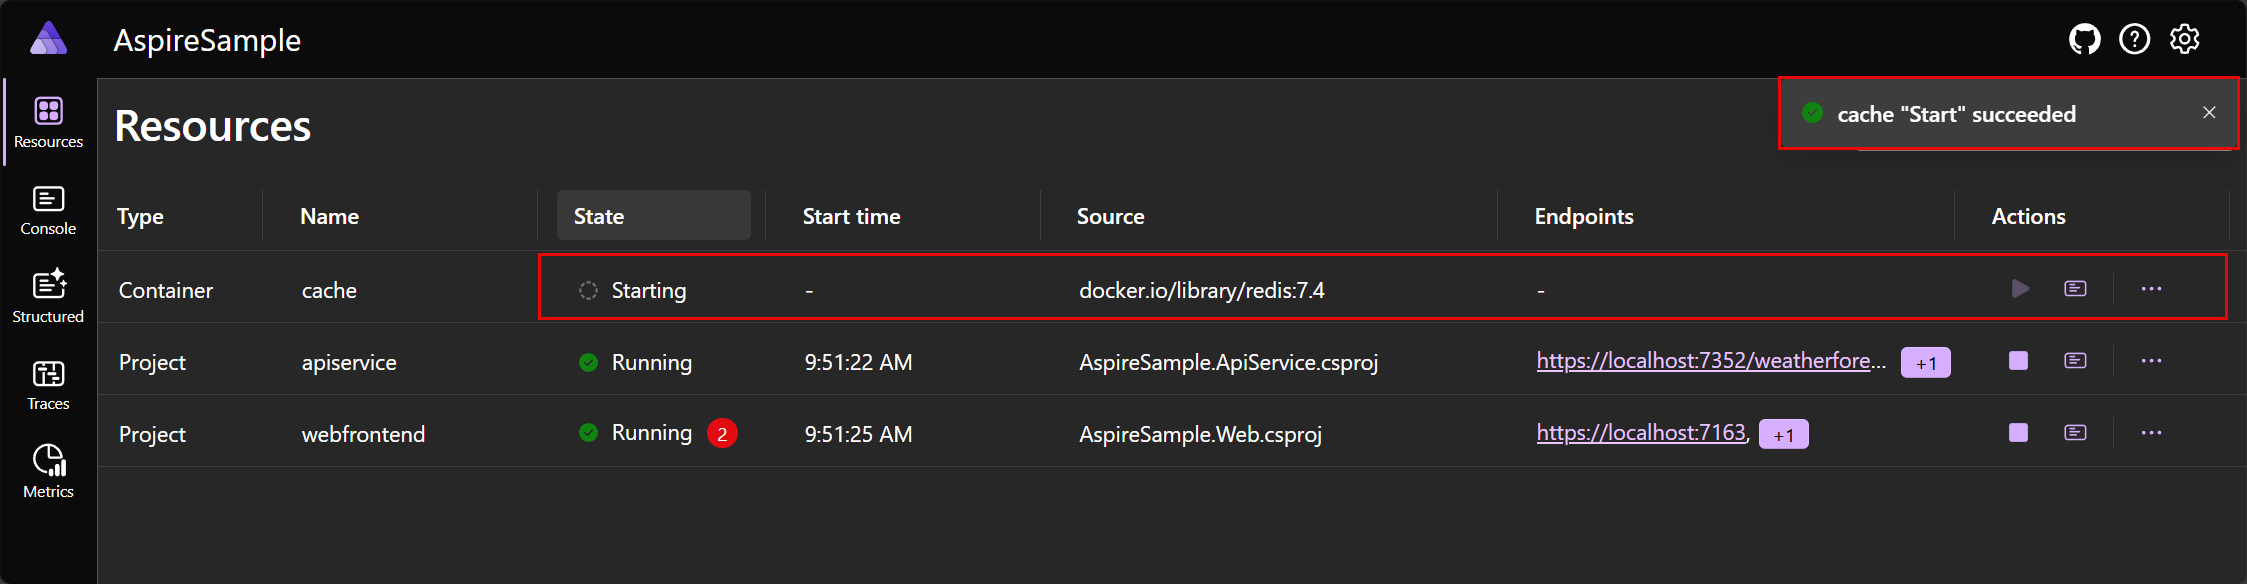 AspireSample
Resources
cache "Start" succeeded
Resources
Console
Structured
Traces
Metrics
Type Name State Start time Source Endpoints Actions
Container cache Starting - docker.io/library/redis:7.4 -
Project apiservice Running 9:51:22 AM AspireSample.ApiService.csproj https://localhost:7352/weatherfore... +1
Project webfrontend Running 2 9:51:25 AM AspireSample.Web.csproj https://localhost:7163, +1